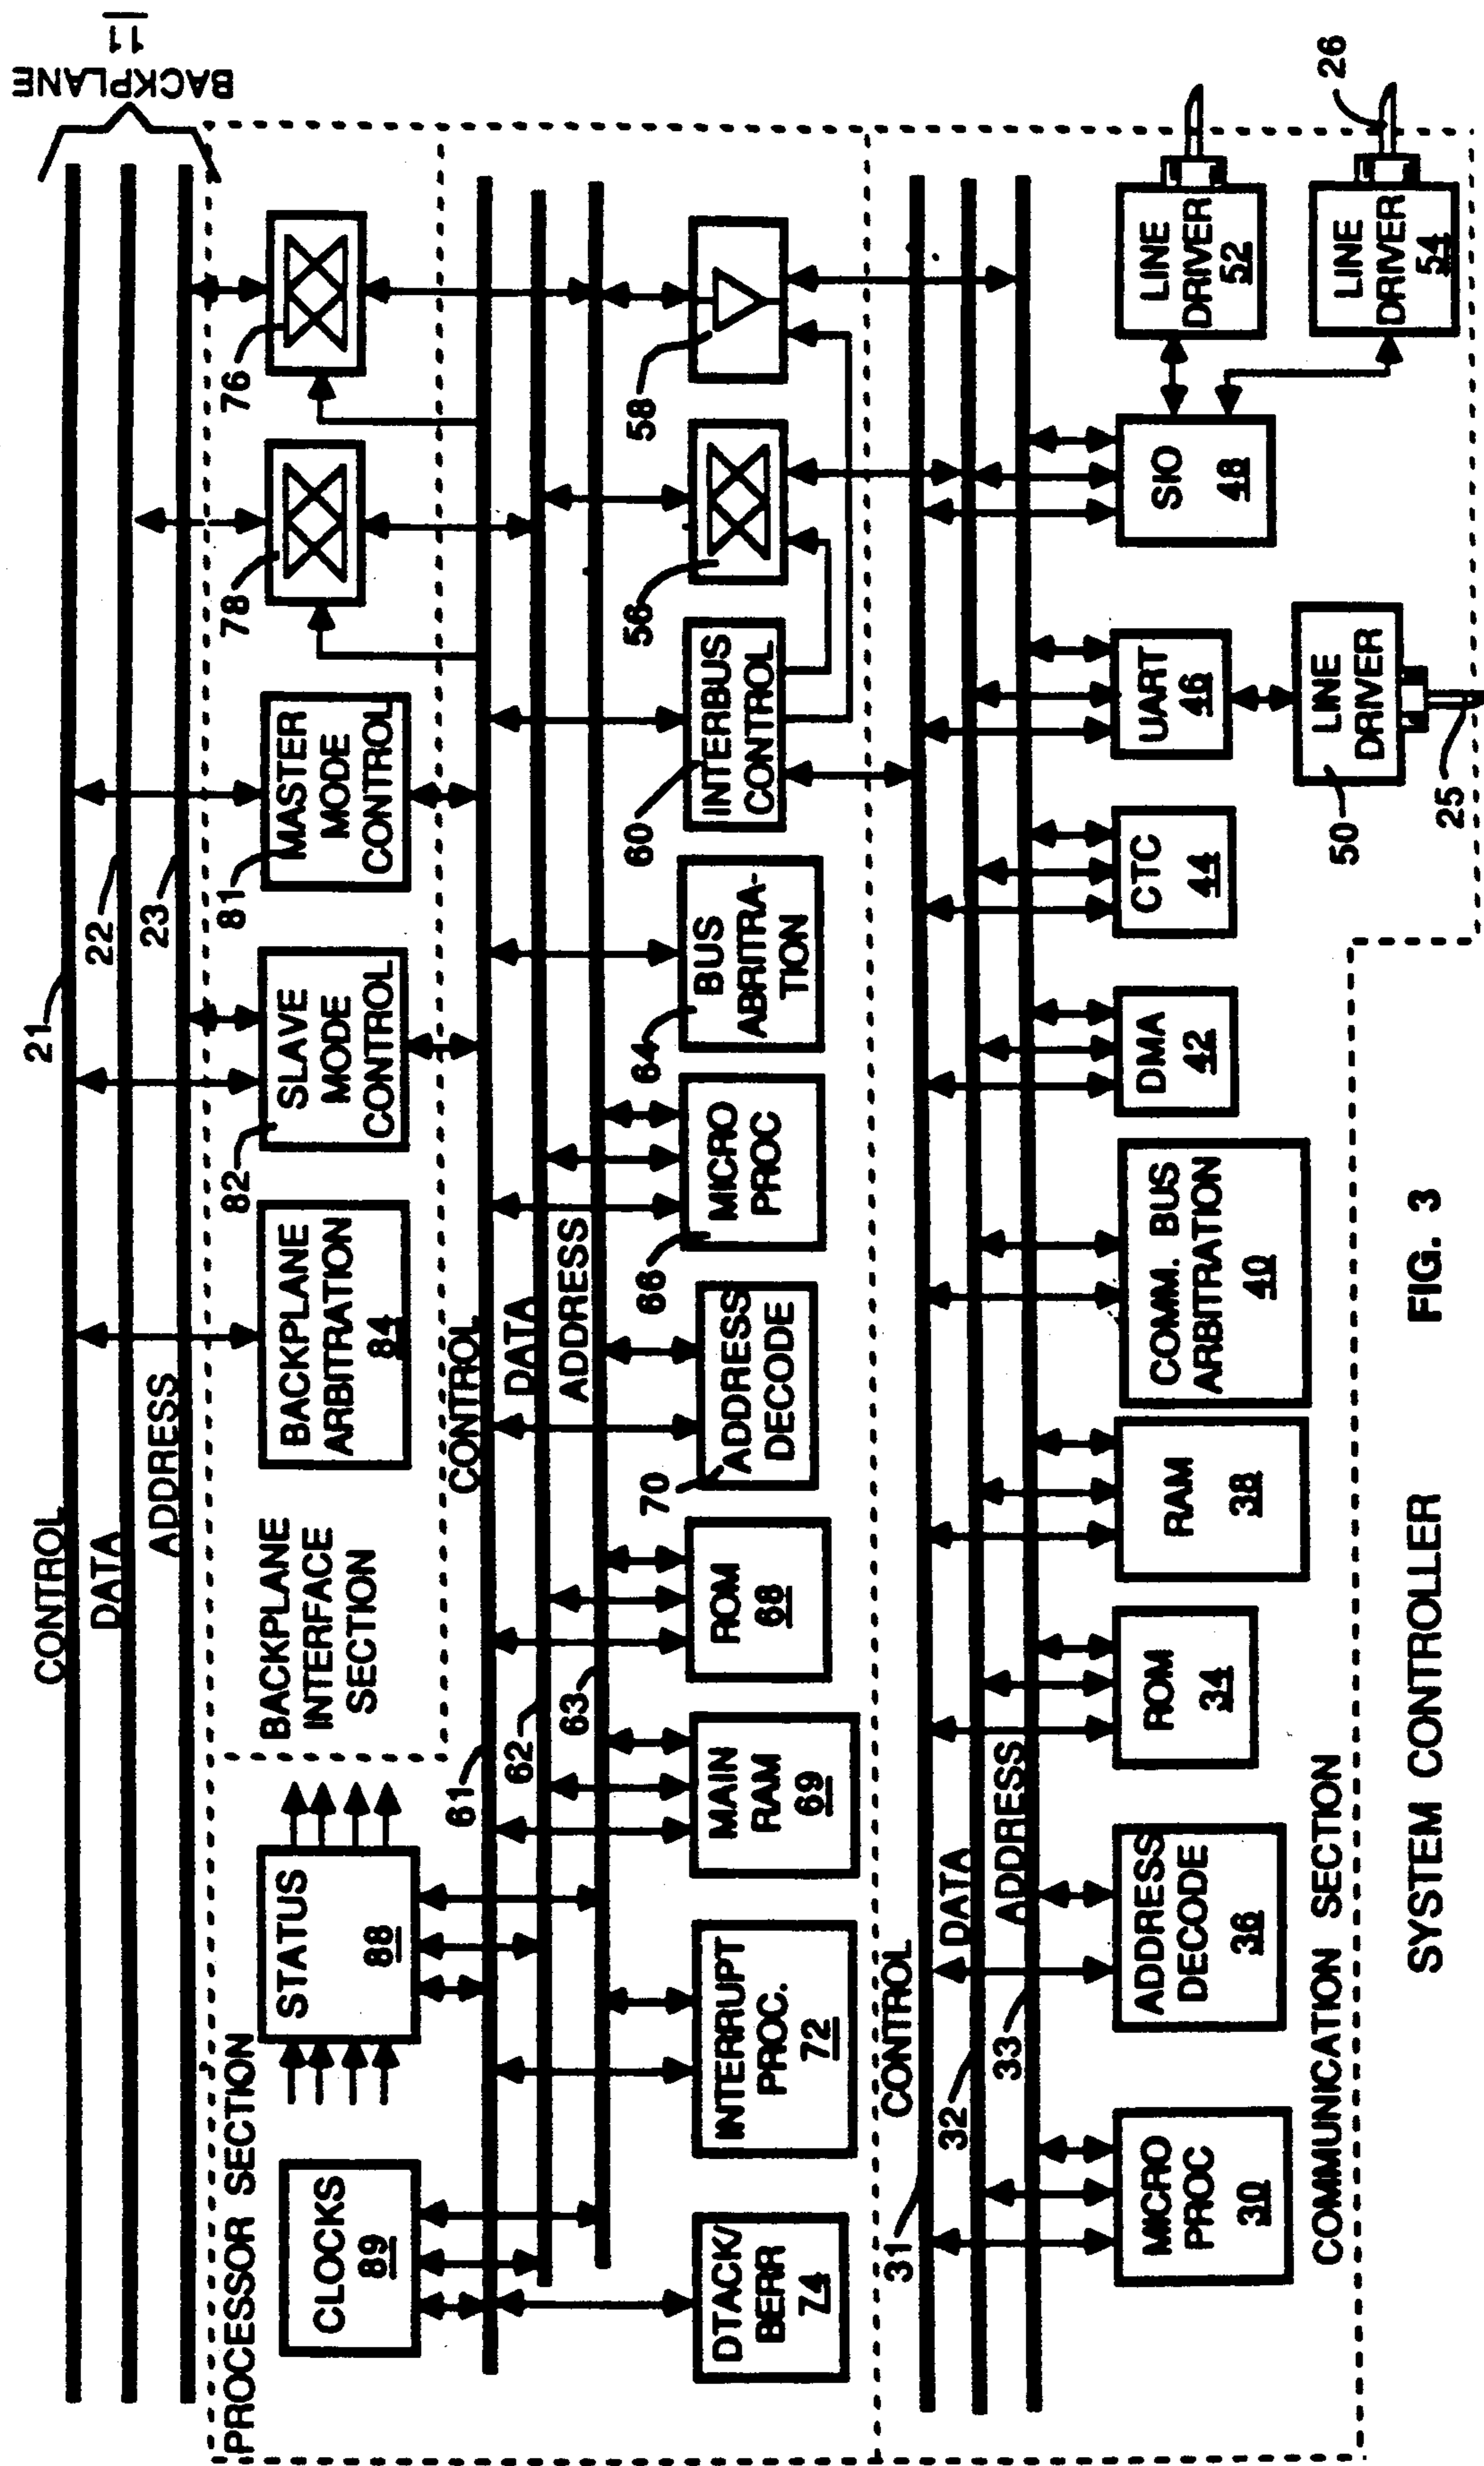 BACKPLANE
11
CONTROL
21
DATA
22
ADDRESS
23
PROCESSOR SECTION
CLOCKS
89
STATUS
88
BACKPLANE
INTERFACE
SECTION
BACKPLANE
ARBITRATION
84
82
SLAVE
MODE
CONTROL
81
MASTER
MODE
CONTROL
78
76
CONTROL
61
DATA
62
ADDRESS
63
DTACK/
BERR
74
INTERRUPT
PROC.
72
MAIN
RAM
69
ROM
68
70
ADDRESS
DECODE
66
MICRO
PROC
64
BUS
ABRITRA-
TION
60
INTERBUS
CONTROL
56
58
CONTROL
31
DATA
32
ADDRESS
33
MICRO
PROC
30
ADDRESS
DECODE
36
ROM
34
RAM
38
COMM. BUS
ARBITRATION
40
DMA
42
CTC
44
UART
46
SIO
48
LINE
DRIVER
52
LINE
DRIVER
50
25
LINE
DRIVER
54
26
COMMUNICATION SECTION
SYSTEM CONTROLLER
FIG. 3